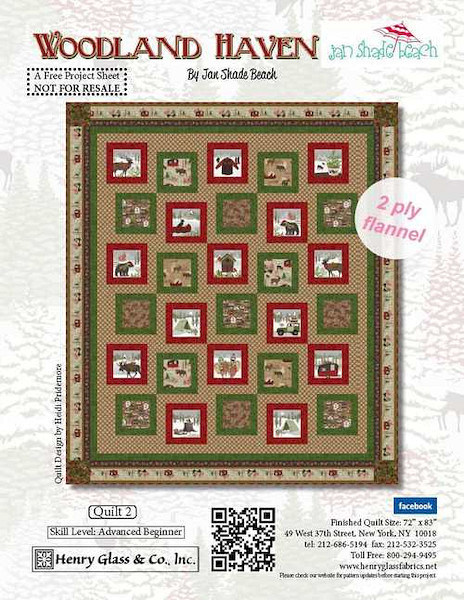 WOODLAND HAVEN
Jan Shade Beach
By Jan Shade Beach
A Free Project Sheet
NOT FOR RESALE
2 ply
flannel
Quilt Design by Heidi Pridemore
Quilt 2
Skill Level: Advanced Beginner
Henry Glass & Co., Inc.
facebook
Finished Quilt Size: 72" x 83"
49 West 37th Street, New York, NY 10018
tel: 212-686-5194 fax: 212-532-3525
Toll Free: 800-294-9495
www.henryglassfabrics.net
Please check our website for pattern updates before starting this project.